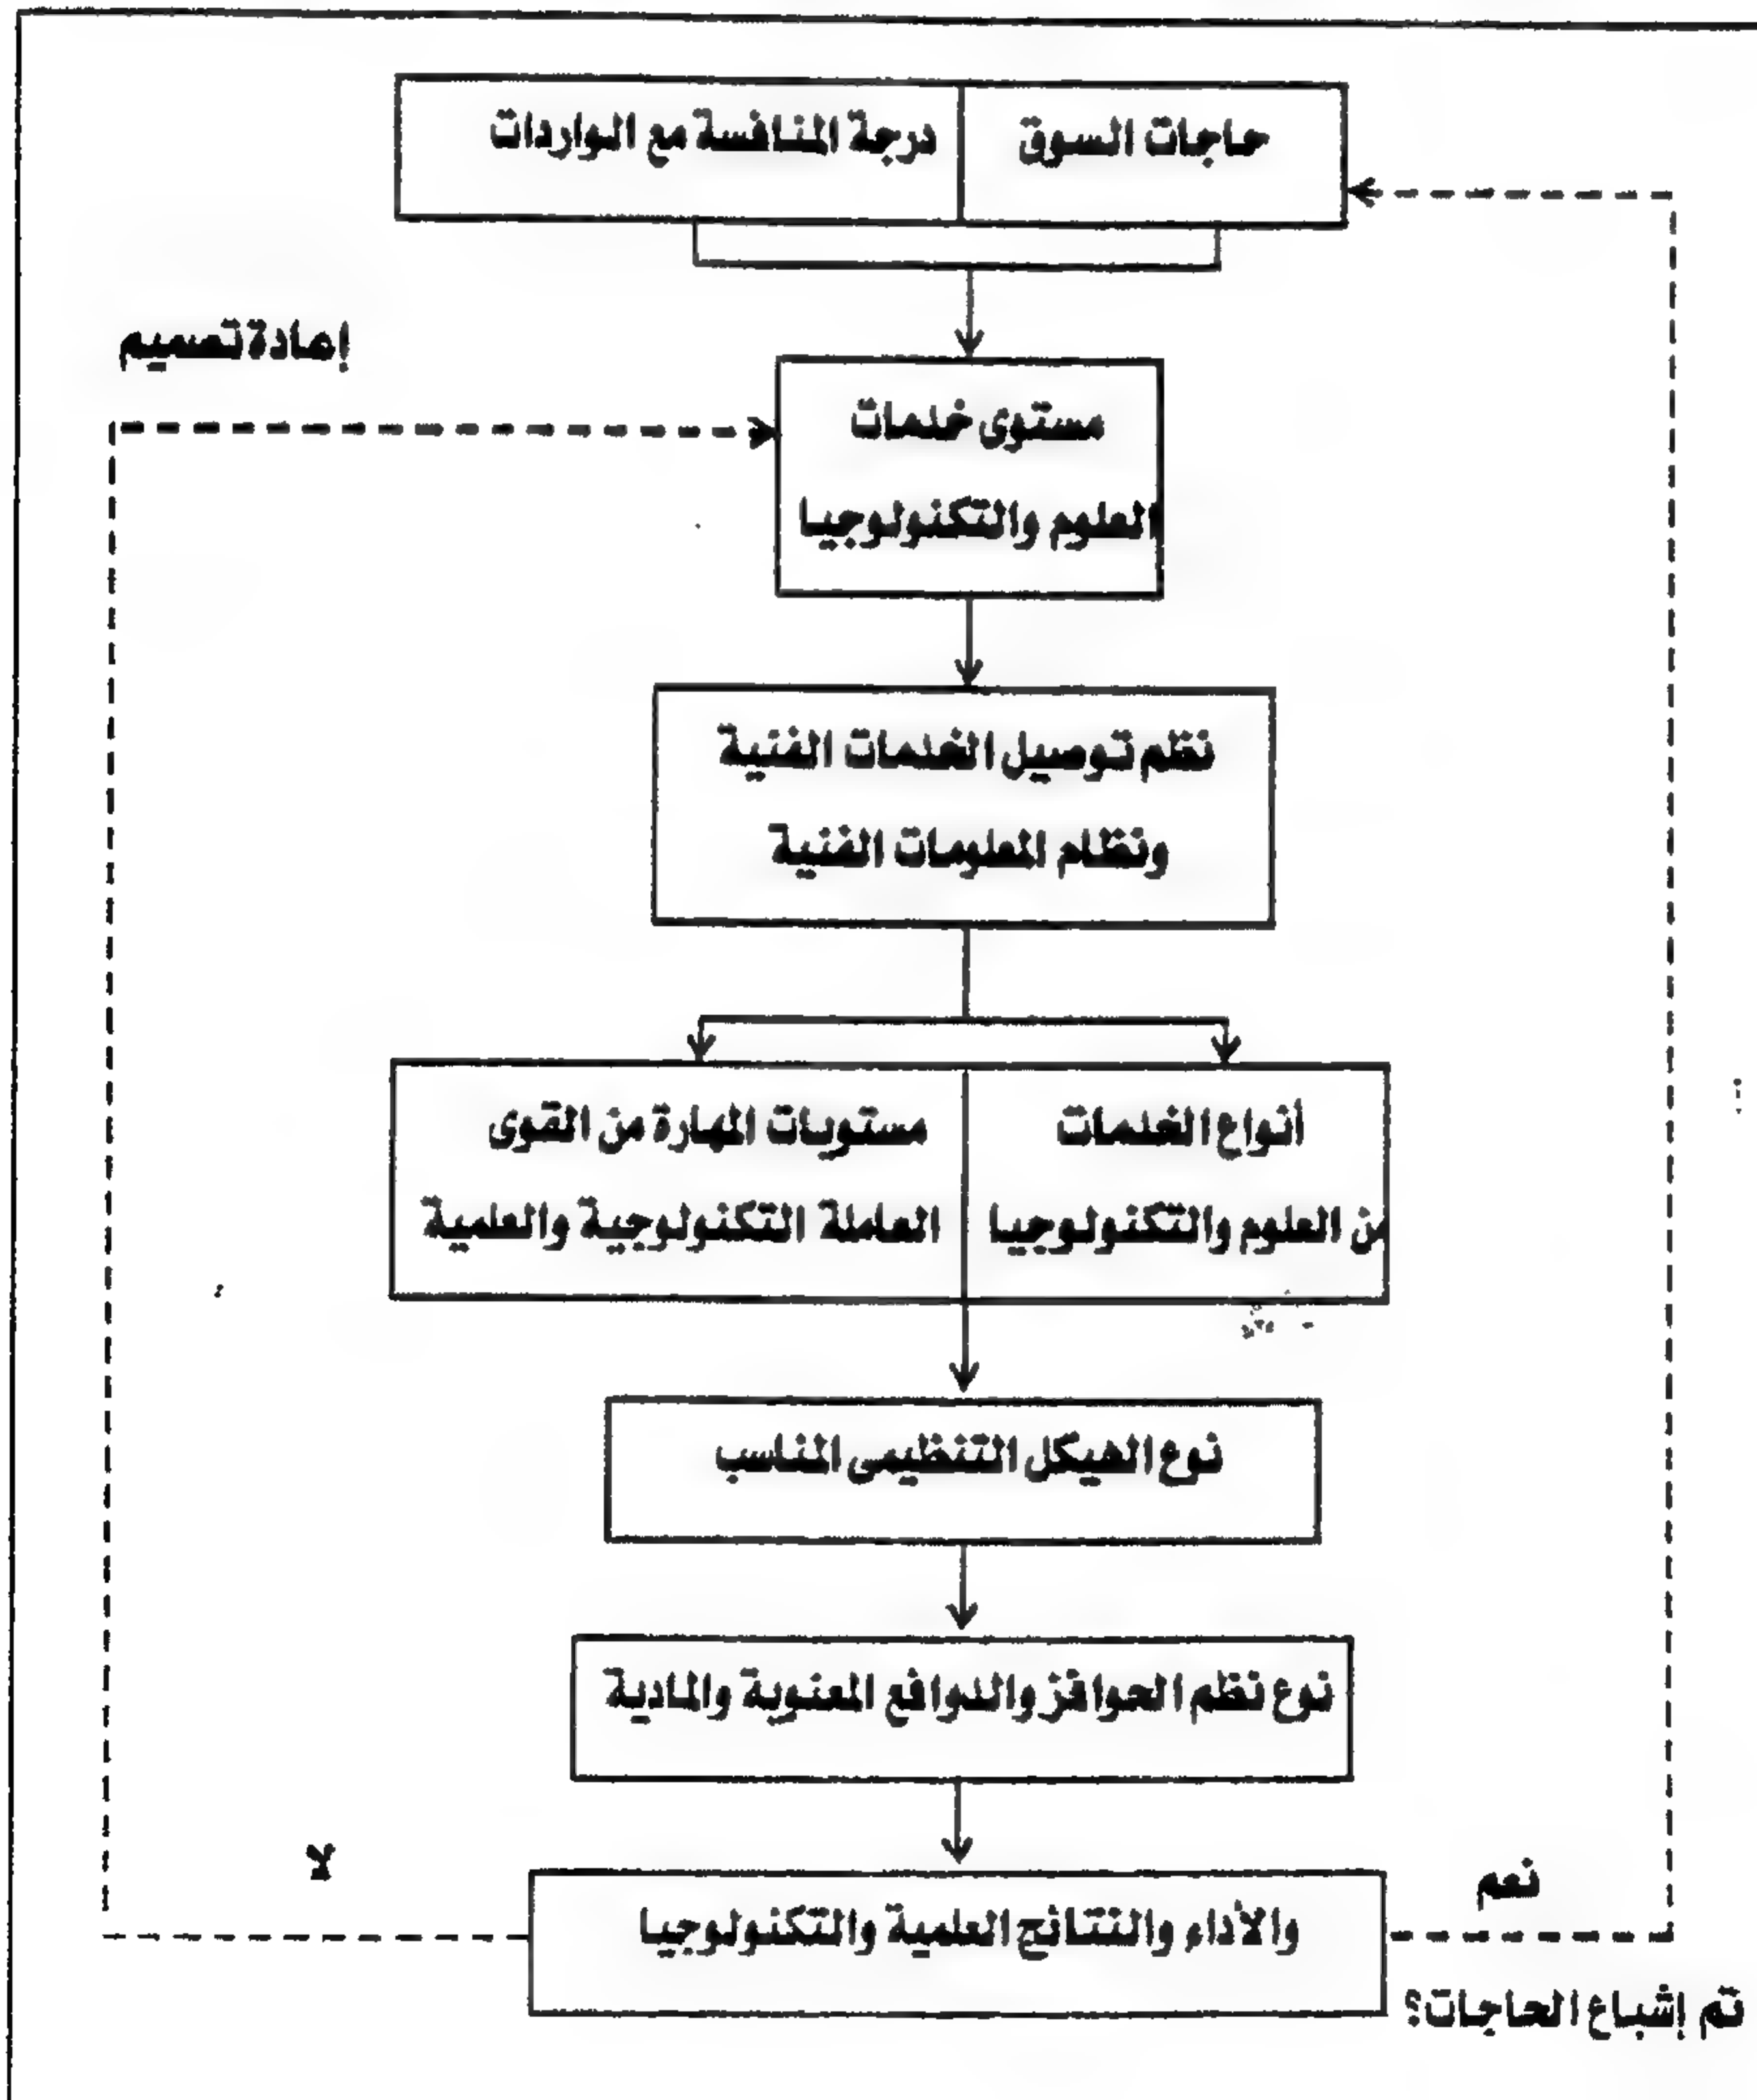 حاجات السوق
درجة المنافسة مع الواردات
إعادة تصميم
مستوى خدمات
العلوم والتكنولوجيا
نظم توصيل الخدمات الفنية
ونظام المعلومات الفنية
أنواع الخدمات
من العلوم والتكنولوجيا
مستويات المهارة من القوى
العاملة التكنولوجية والعلمية
نوع الهيكل التنظيمى المناسب
نوع نظم الحوافز والدوافع المعنوية والمادية
لا
نعم
والأداء والنتائج العلمية والتكنولوجيا
تم إشباع الحاجات؟